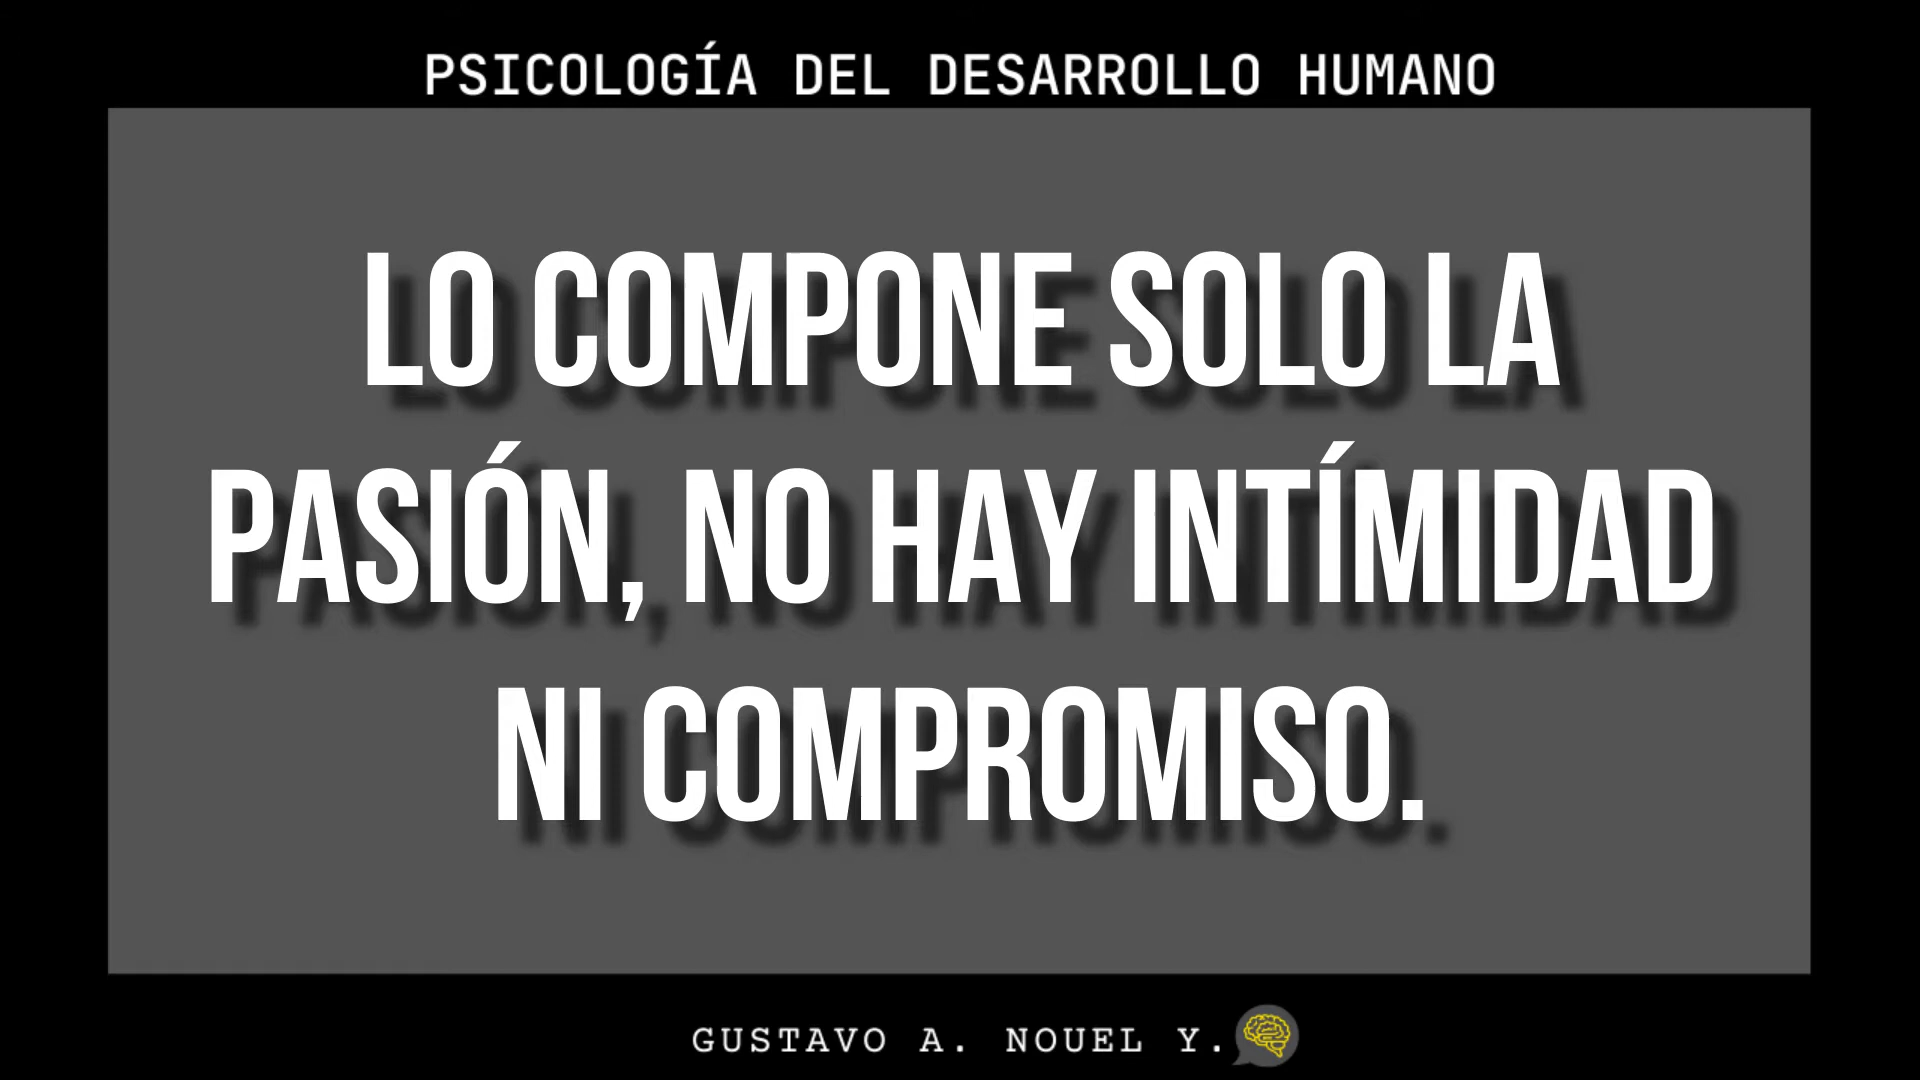 PSICOLOGÍA DEL DESARROLLO HUMANO
LO COMPONE SOLO LA
PASIÓN, NO HAY INTÍMIDAD
NI COMPROMISO.
GUSTAVO A. NOUEL Y.